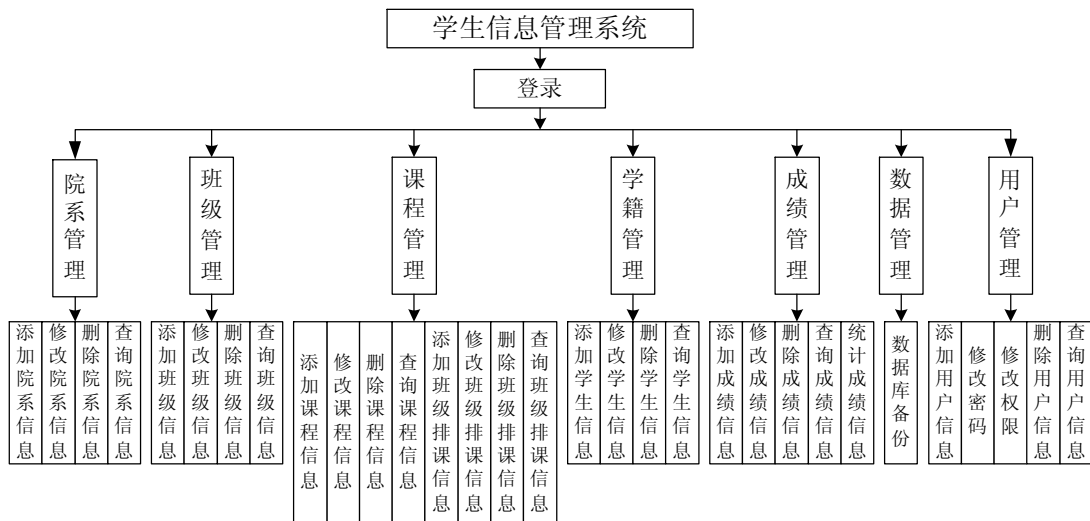 学生信息管理系统
登录
院系管理
班级管理
课程管理
学籍管理
成绩管理
数据管理
用户管理
添加院系信息
修改院系信息
删除院系信息
查询院系信息
添加班级信息
修改班级信息
删除班级信息
查询班级信息
添加课程信息
修改课程信息
删除课程信息
查询课程信息
添加班级排课信息
修改班级排课信息
删除班级排课信息
查询班级排课信息
添加学生信息
修改学生信息
删除学生信息
查询学生信息
添加成绩信息
修改成绩信息
删除成绩信息
查询成绩信息
统计成绩信息
数据库备份
添加用户信息
修改密码
修改权限
删除用户信息
查询用户信息